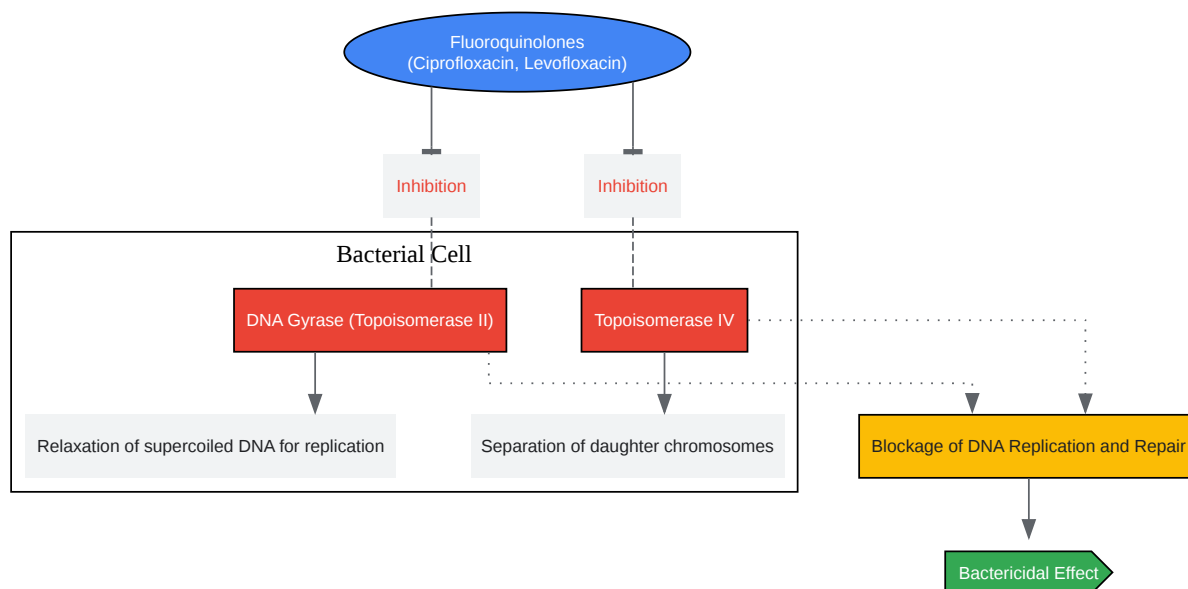 Fluoroquinolones
(Ciprofloxacin, Levofloxacin)
Inhibition
Inhibition
Bacterial Cell
DNA Gyrase (Topoisomerase II)
Topoisomerase IV
Relaxation of supercoiled DNA for replication
Separation of daughter chromosomes
Blockage of DNA Replication and Repair
Bactericidal Effect